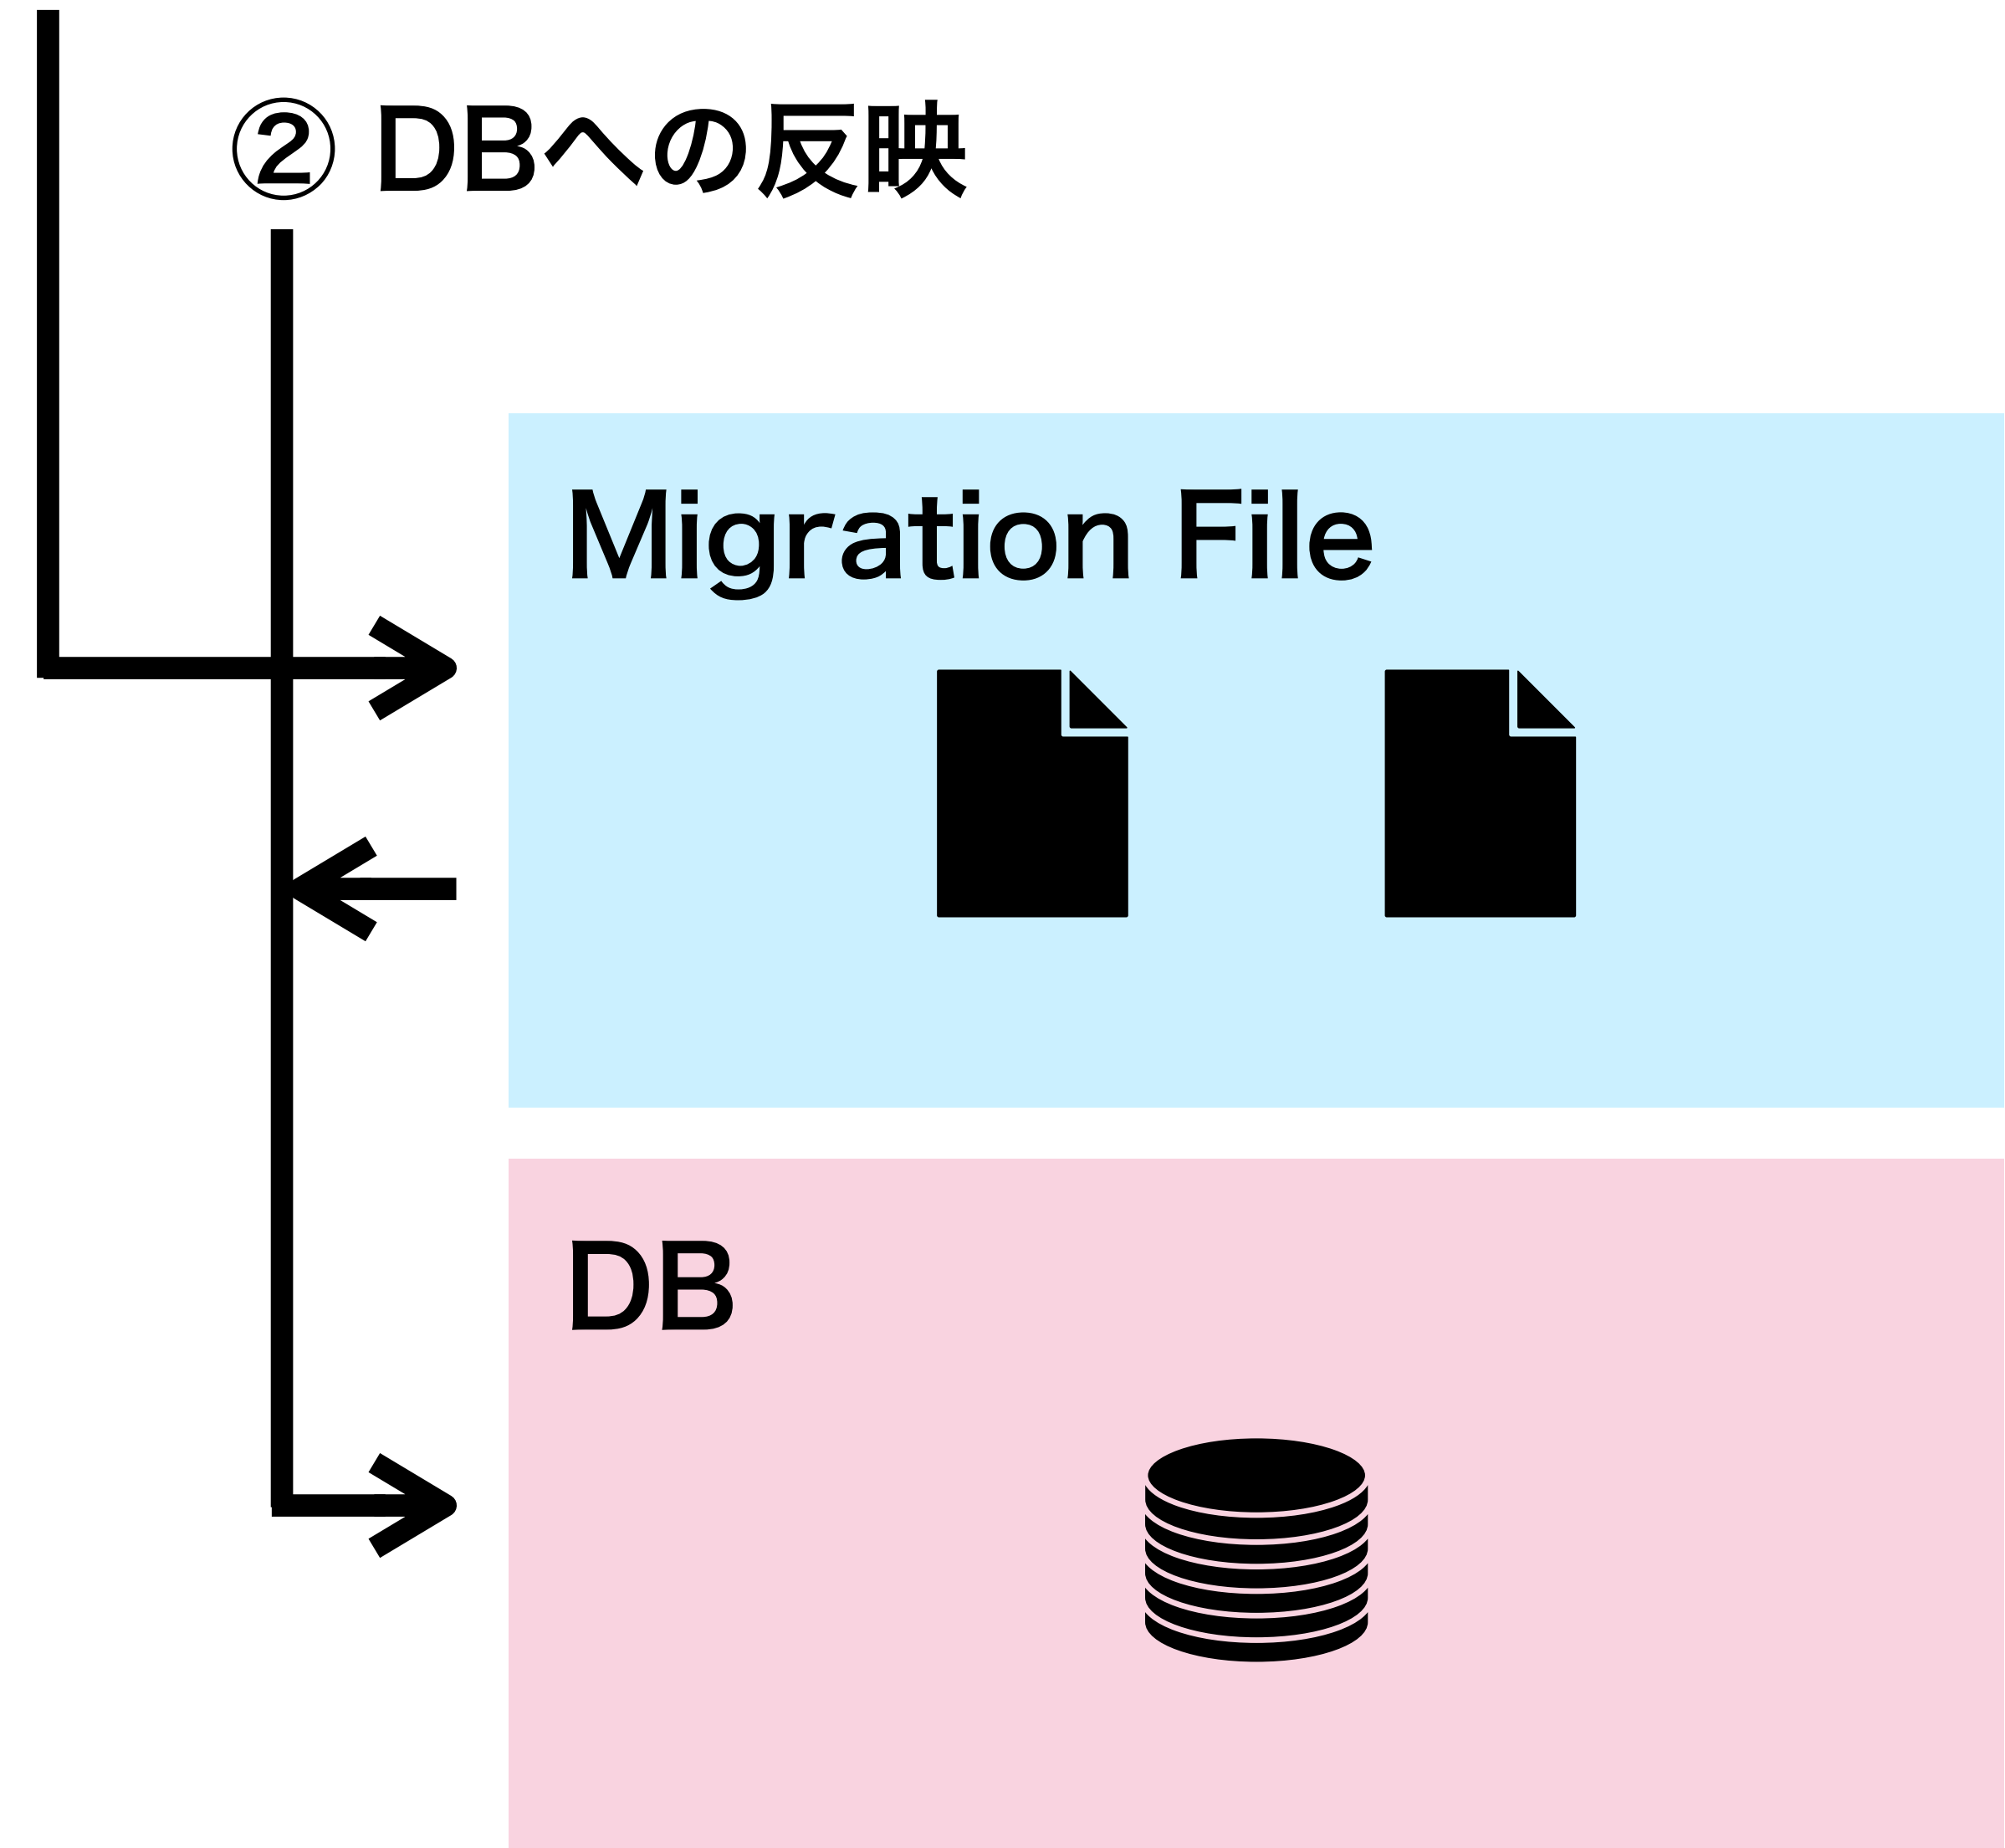 ② DBへの反映
Migration File
DB